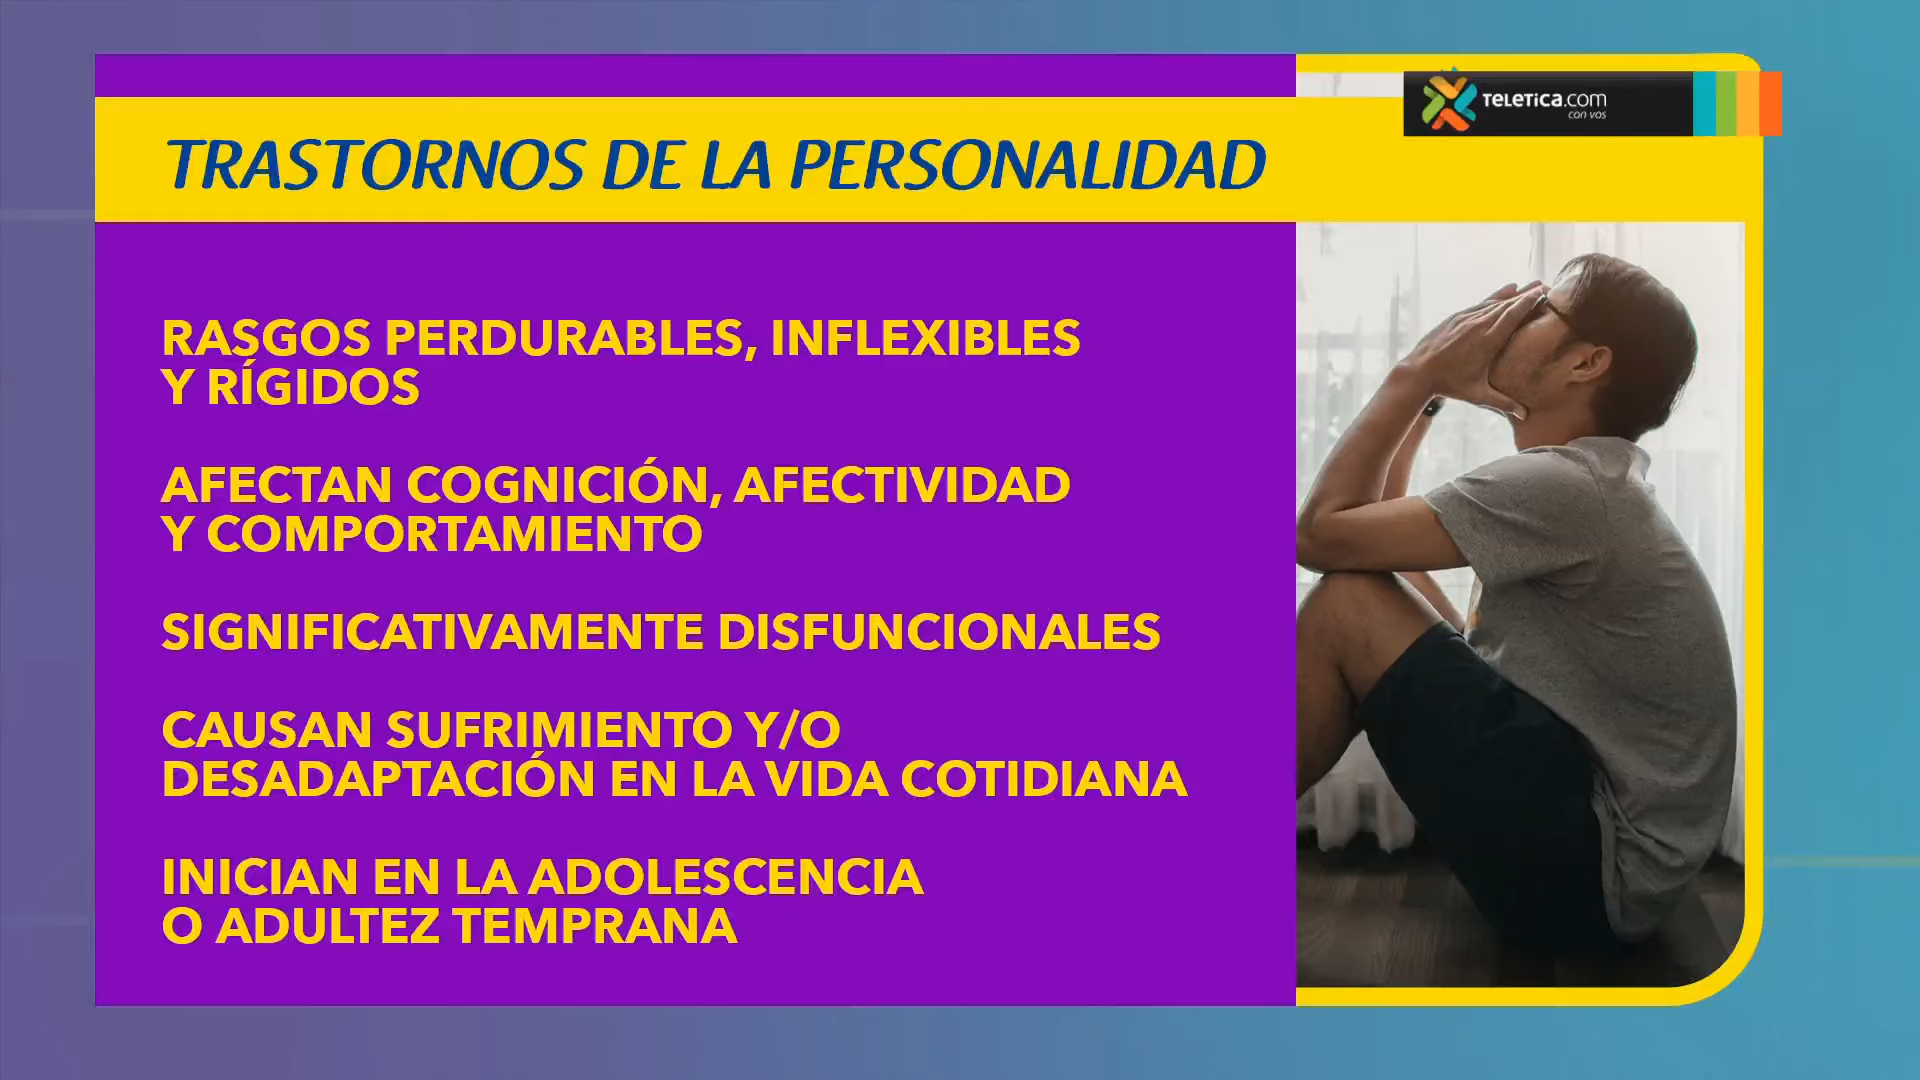 TELETICA.COM
con vos
TRASTORNOS DE LA PERSONALIDAD
RASGOS PERDURABLES, INFLEXIBLES
Y RÍGIDOS
AFECTAN COGNICIÓN, AFECTIVIDAD
Y COMPORTAMIENTO
SIGNIFICATIVAMENTE DISFUNCIONALES
CAUSAN SUFRIMIENTO Y/O
DESADAPTACIÓN EN LA VIDA COTIDIANA
INICIAN EN LA ADOLESCENCIA
O ADULTEZ TEMPRANA